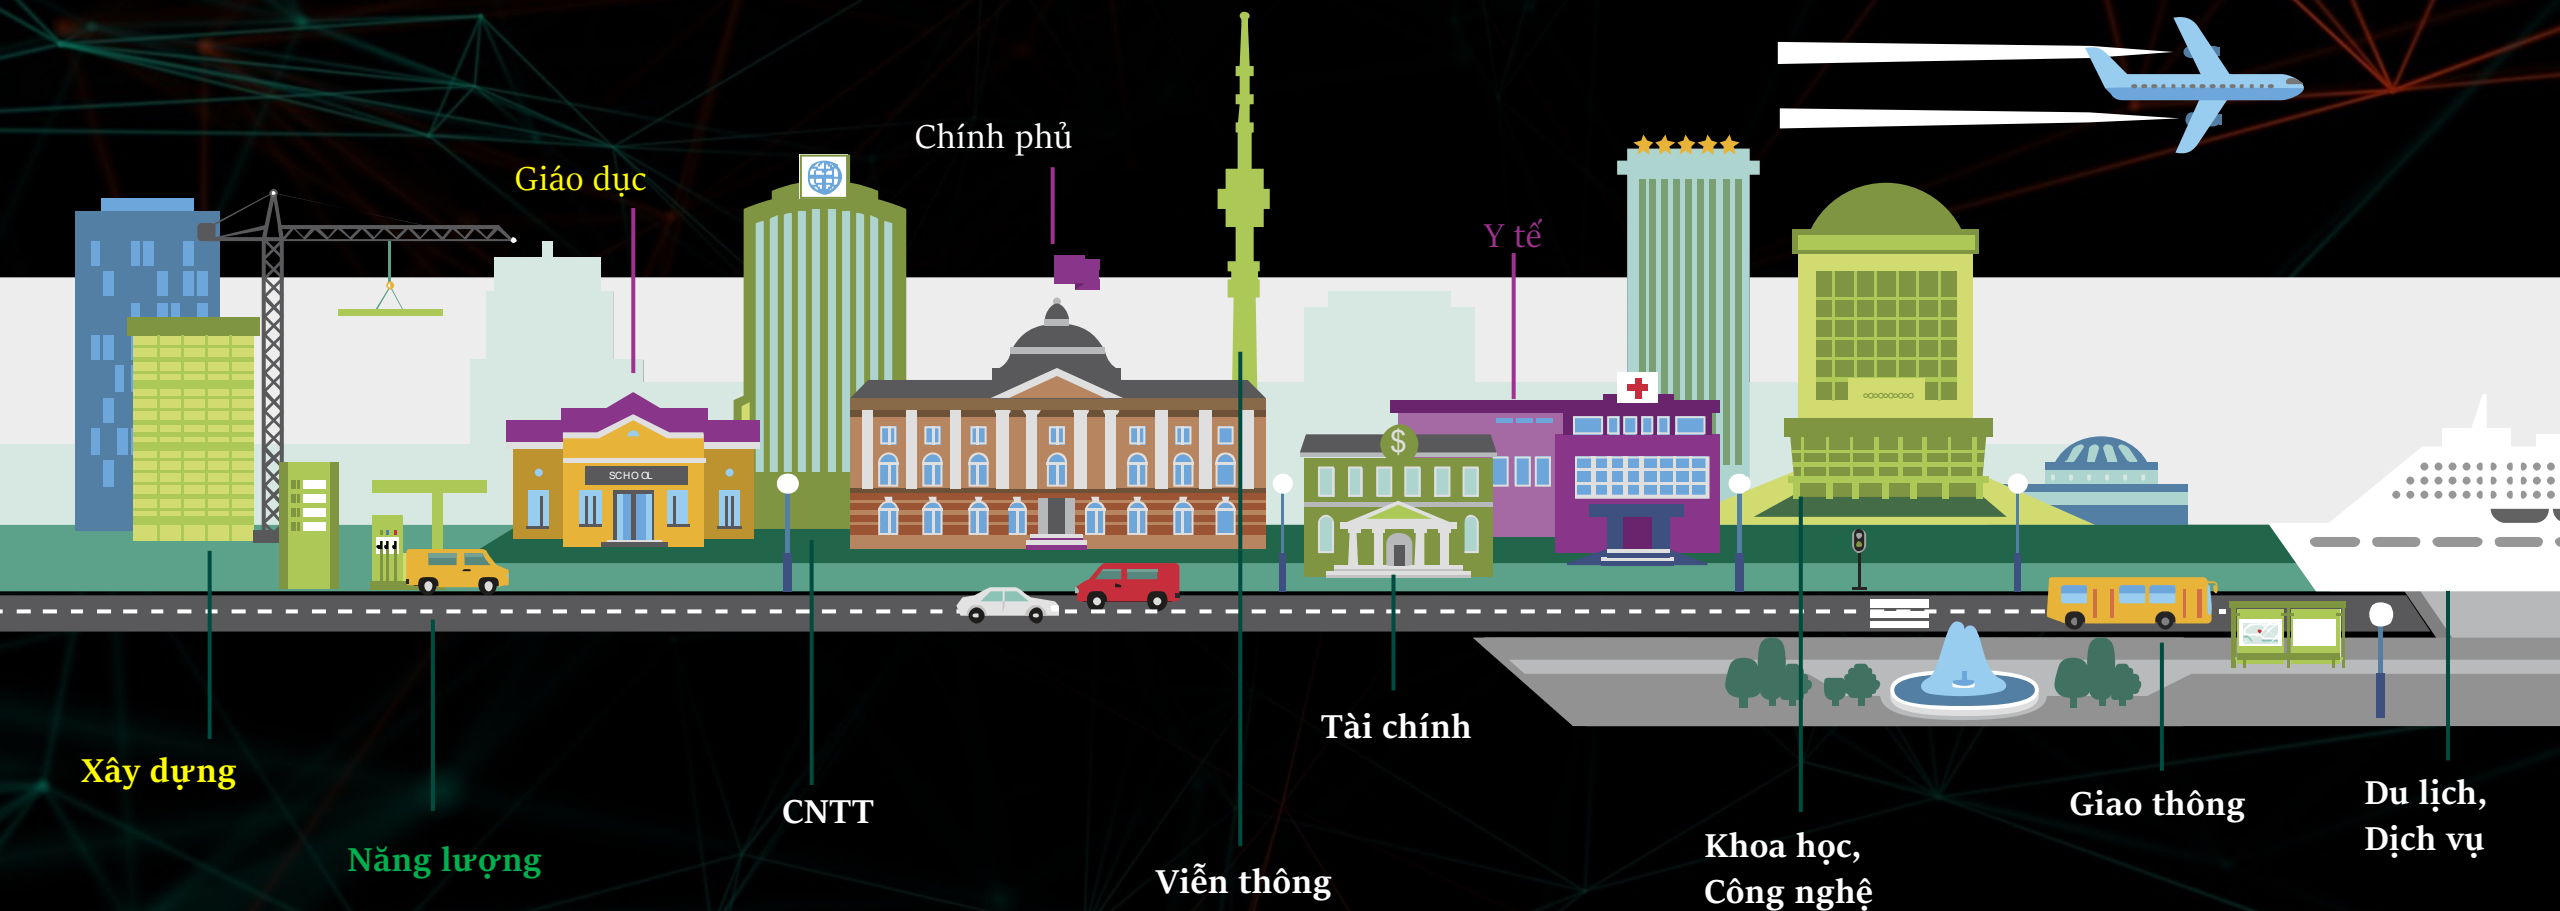 Chính phủ
Giáo dục
Y tế
$
SCHOOL
Tài chính
Xây dựng
CNTT
Giao thông
Du lịch,
Dịch vụ
Năng lượng
Viễn thông
Khoa học,
Công nghệ